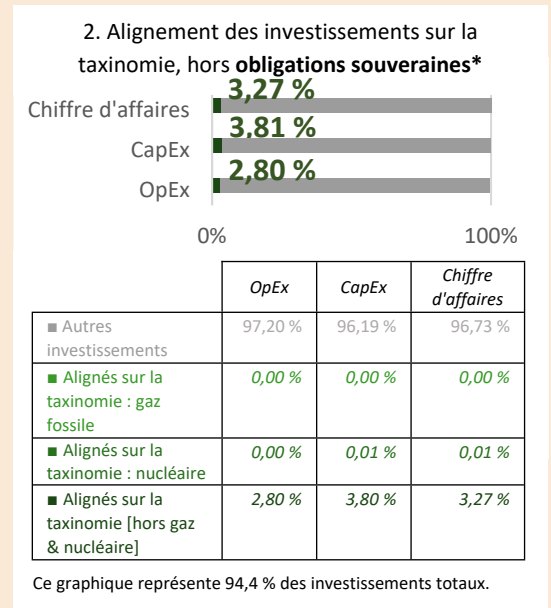 2. Alignement des investissements sur la
taxinomie, hors obligations souveraines*
Chiffre d'affaires 3,27 %
CapEx 3,81 %
OpEx 2,80 %
0% 100%
OpEx CapEx Chiffre d'affaires
■ Autres investissements 97,20 % 96,19 % 96,73 %
■ Alignés sur la taxinomie : gaz fossile 0,00 % 0,00 % 0,00 %
■ Alignés sur la taxinomie : nucléaire 0,00 % 0,01 % 0,01 %
■ Alignés sur la taxinomie [hors gaz & nucléaire] 2,80 % 3,80 % 3,27 %
Ce graphique représente 94,4 % des investissements totaux.